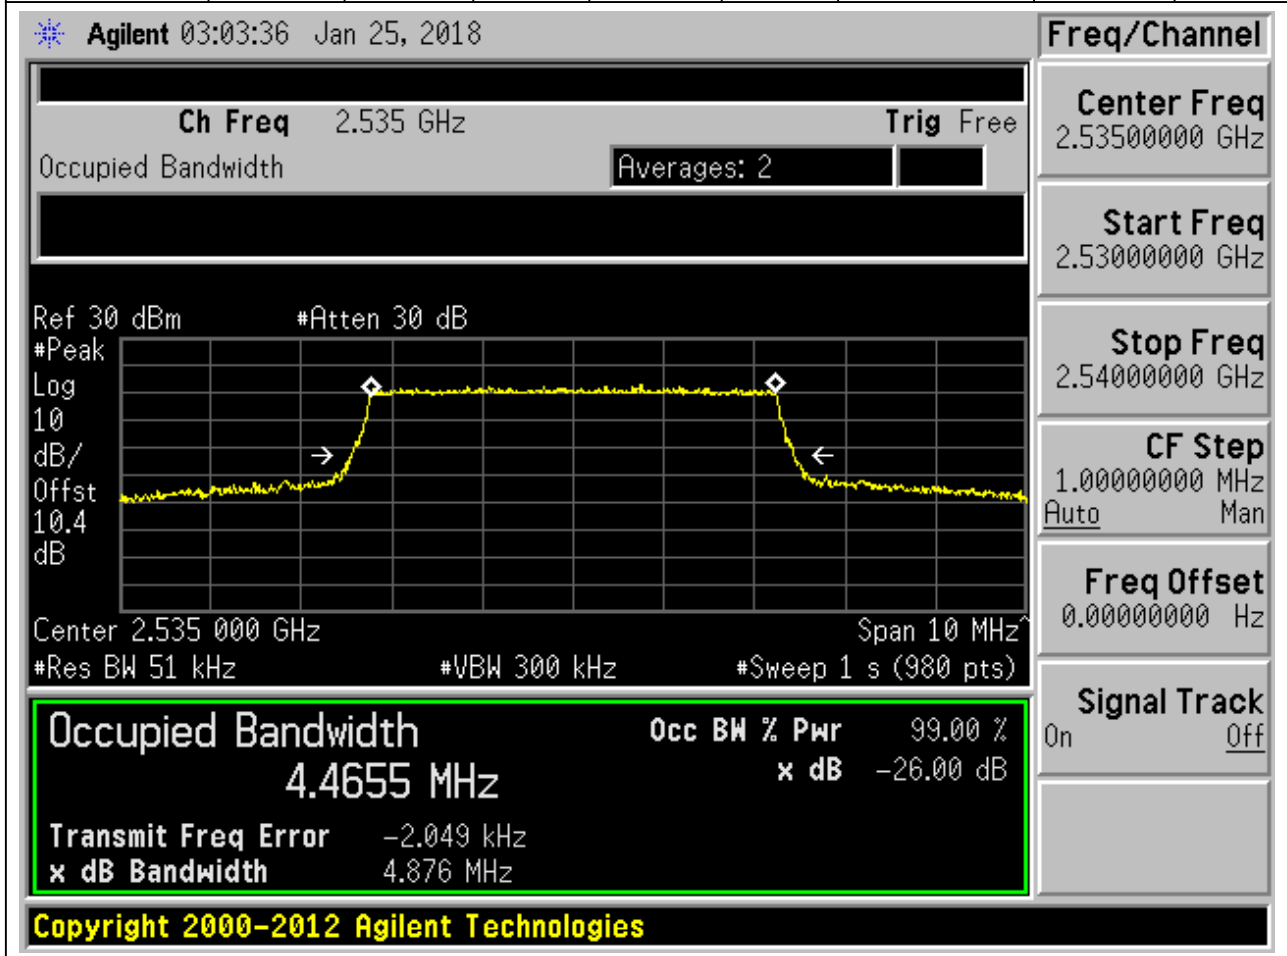 Agilent 03:03:36 Jan 25, 2018
Freq/Channel
Ch Freq 2.535 GHz Trig Free
Occupied Bandwidth Averages: 2
Ref 30 dBm #Atten 30 dB
#Peak
Log
10
dB/
Offst
10.4
dB
Center 2.535 000 GHz Span 10 MHz^
#Res BW 51 kHz #VBW 300 kHz #Sweep 1 s (980 pts)
Occupied Bandwidth Occ BW % Pwr 99.00 %
4.4655 MHz x dB -26.00 dB
Transmit Freq Error -2.049 kHz
x dB Bandwidth 4.876 MHz
Center Freq
2.53500000 GHz
Start Freq
2.53000000 GHz
Stop Freq
2.54000000 GHz
CF Step
1.00000000 MHz
Auto Man
Freq Offset
0.00000000 Hz
Signal Track
On Off
Copyright 2000-2012 Agilent Technologies